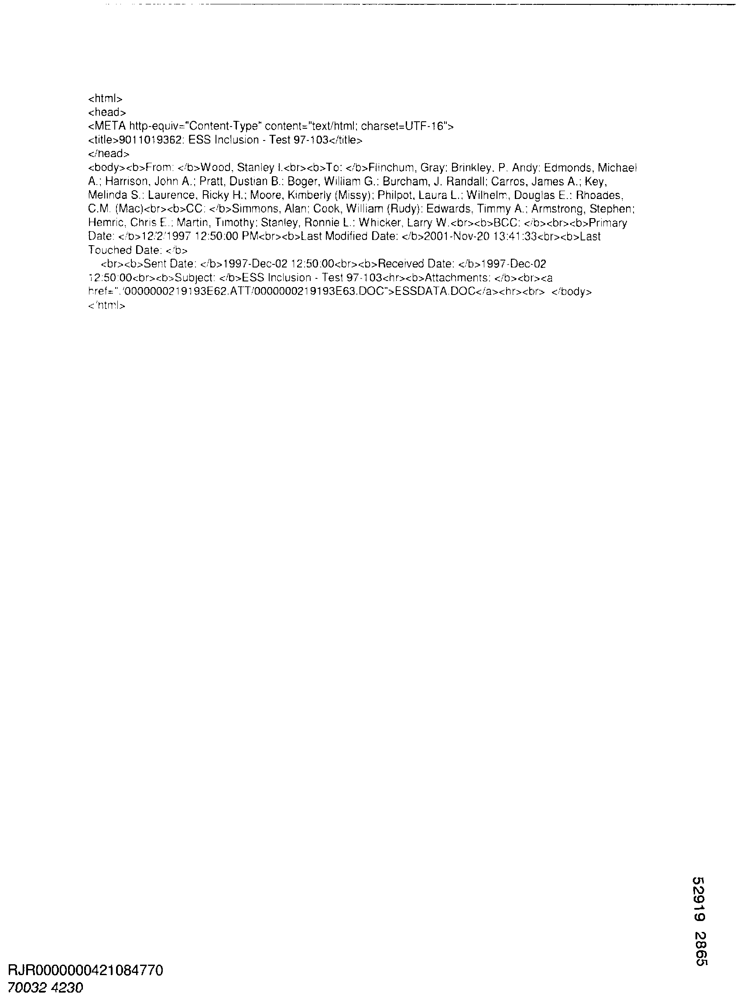 <html>
<head>
<META http-equiv="Content-Type" content="text/html; charset=UTF-16">
<title>9011019362: ESS Inclusion - Test 97-103</title>
</head>
<body><b>From: </b>Wood, Stanley I.<br><b>To: </b>Flinchum, Gray; Brinkley, P. Andy; Edmonds, Michael
A.; Harrison, John A.; Pratt, Dustian B.; Boger, William G.; Burcham, J. Randall; Carros, James A.; Key,
Melinda S.; Laurence, Ricky H.; Moore, Kimberly (Missy); Philpot, Laura L.; Wilhelm, Douglas E.; Rhoades,
C.M. (Mac)<br><b>CC: </b>Simmons, Alan; Cook, William (Rudy); Edwards, Timmy A.; Armstrong, Stephen;
Hemric, Chris E.; Martin, Timothy; Stanley, Ronnie L.; Whicker, Larry W.<br><b>BCC: </b><br><b>Primary
Date: </b>12/2/1997 12:50:00 PM<br><b>Last Modified Date: </b>2001-Nov-20 13:41:33<br><b>Last
Touched Date: </b>
<br><b>Sent Date: </b>1997-Dec-02 12:50:00<br><b>Received Date: </b>1997-Dec-02
12:50:00<br><b>Subject: </b>ESS Inclusion - Test 97-103<hr><b>Attachments: </b><br><a
href="./0000000219193E62.ATT/0000000219193E63.DOC">ESSDATA.DOC</a><hr><br> </body>
</html>
52919 2865
RJR0000000421084770
70032 4230